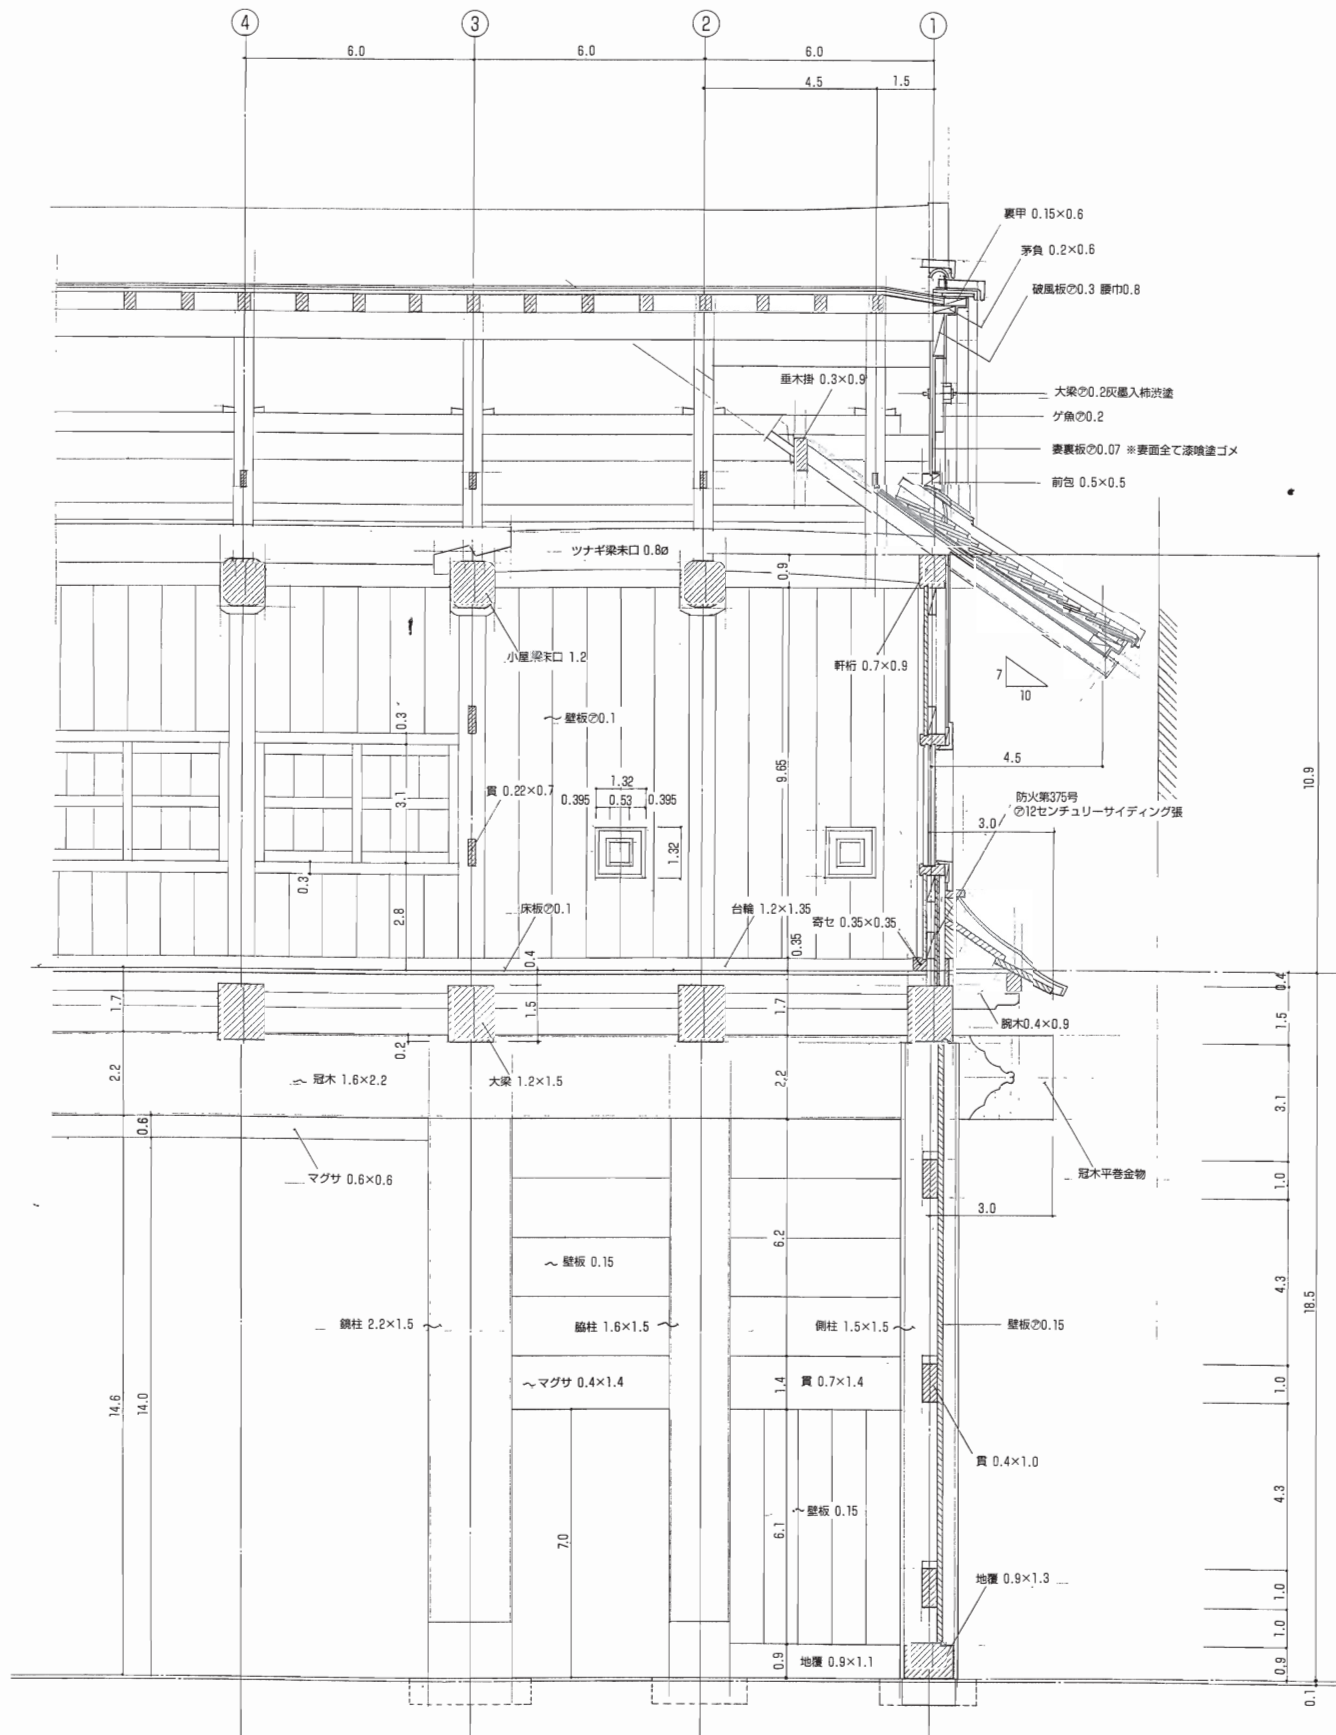 ④
③
②
①
6.0
6.0
6.0
4.5
1.5
裏甲 0.15×0.6
茅負 0.2×0.6
破風板㋐0.3 腰巾0.8
垂木掛 0.3×0.9
大梁㋐0.2灰墨入柿渋塗
ゲ魚㋐0.2
妻裏板㋐0.07 ※妻面全て漆喰塗ゴメ
前包 0.5×0.5
ツナギ梁末口 0.8ø
0.9
小屋梁末口 1.2
軒桁 0.7×0.9
7
10
0.3
壁板㋐0.1
9.65
4.5
10.9
1.32
0.395
0.53
0.395
貫 0.22×0.7
3.1
1.32
防火第375号
㋐12センチュリーサイディング張
3.0
0.3
2.8
床板㋐0.1
台輪 1.2×1.35
寄セ 0.35×0.35
0.35
0.4
1.7
1.5
1.7
0.4
1.5
腕木0.4×0.9
0.2
2.2
冠木 1.6×2.2
大梁 1.2×1.5
2.2
3.1
0.6
マグサ 0.6×0.6
冠木平巻金物
1.0
3.0
6.2
壁板 0.15
4.3
18.5
鏡柱 2.2×1.5
脇柱 1.6×1.5
側柱 1.5×1.5
壁板㋐0.15
14.6
14.0
マグサ 0.4×1.4
1.4
貫 0.7×1.4
1.0
貫 0.4×1.0
4.3
7.0
6.1
壁板 0.15
地覆 0.9×1.3
1.0
1.0
0.9
地覆 0.9×1.1
0.9
0.1